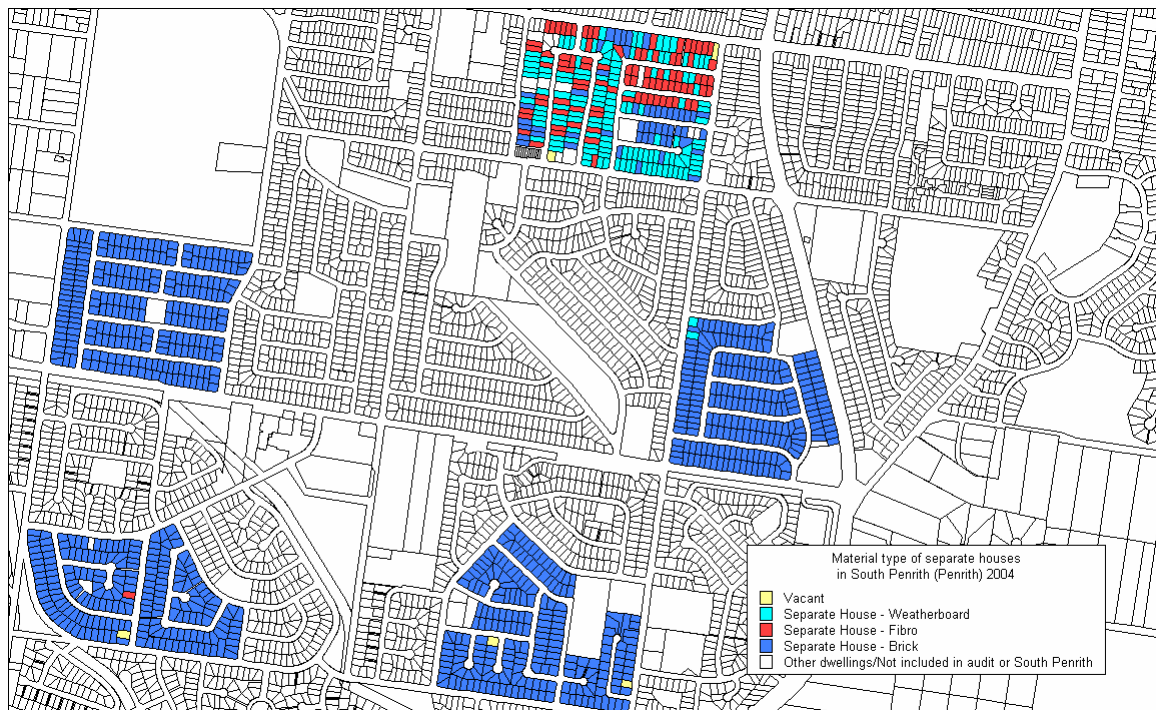 Material type of separate houses
in South Penrith (Penrith) 2004
Vacant
Separate House - Weatherboard
Separate House - Fibro
Separate House - Brick
Other dwellings/Not included in audit or South Penrith